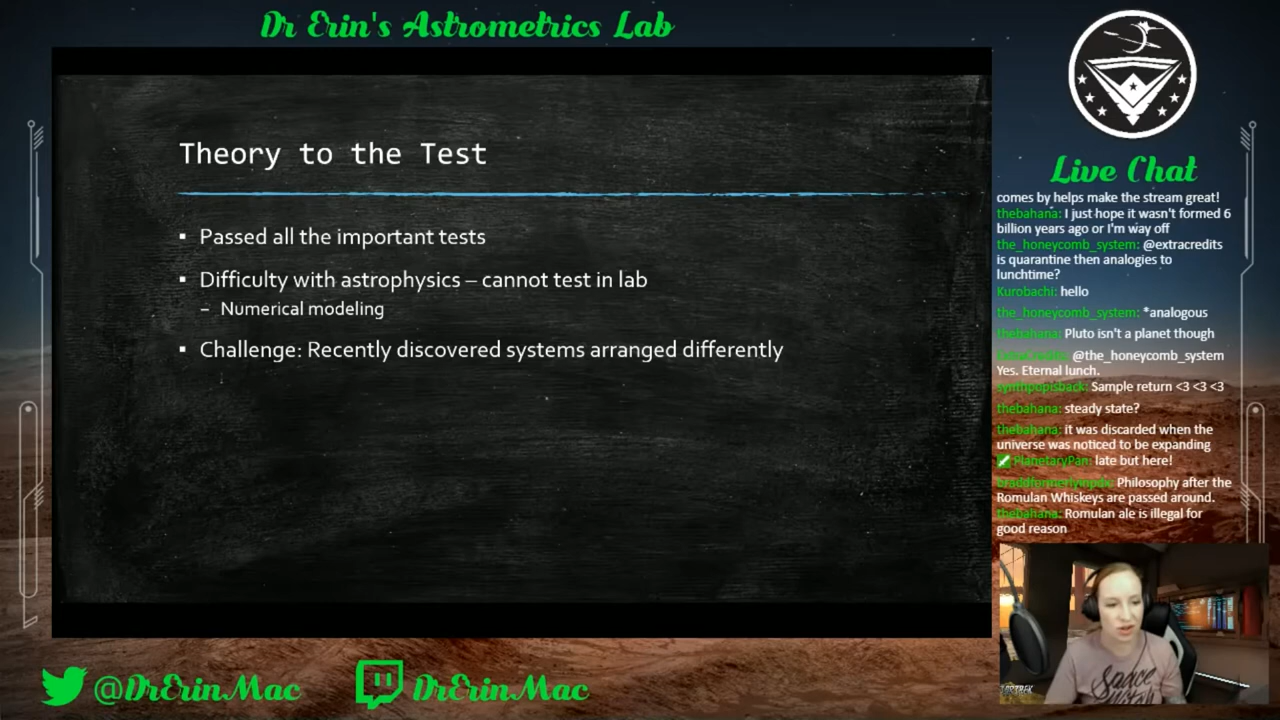 Dr Erin's Astrometrics Lab
Theory to the Test
▪ Passed all the important tests
▪ Difficulty with astrophysics – cannot test in lab
– Numerical modeling
▪ Challenge: Recently discovered systems arranged differently
@DrErinMac
DrErinMac
Live Chat
comes by helps make the stream great!
thebahana: I just hope it wasn't formed 6
billion years ago or I'm way off
the_honeycomb_system: @extracredits
is quarantine then analogies to
lunchtime?
Kurobachi: hello
the_honeycomb_system: *analogous
thebahana: Pluto isn't a planet though
@the_honeycomb_system
Yes. Eternal lunch.
synthpopisback: Sample return <3 <3 <3
thebahana: steady state?
thebahana: it was discarded when the
universe was noticed to be expanding
PlanetaryPan: late but here!
Philosophy after the
Romulan Whiskeys are passed around.
thebahana: Romulan ale is illegal for
good reason
Space